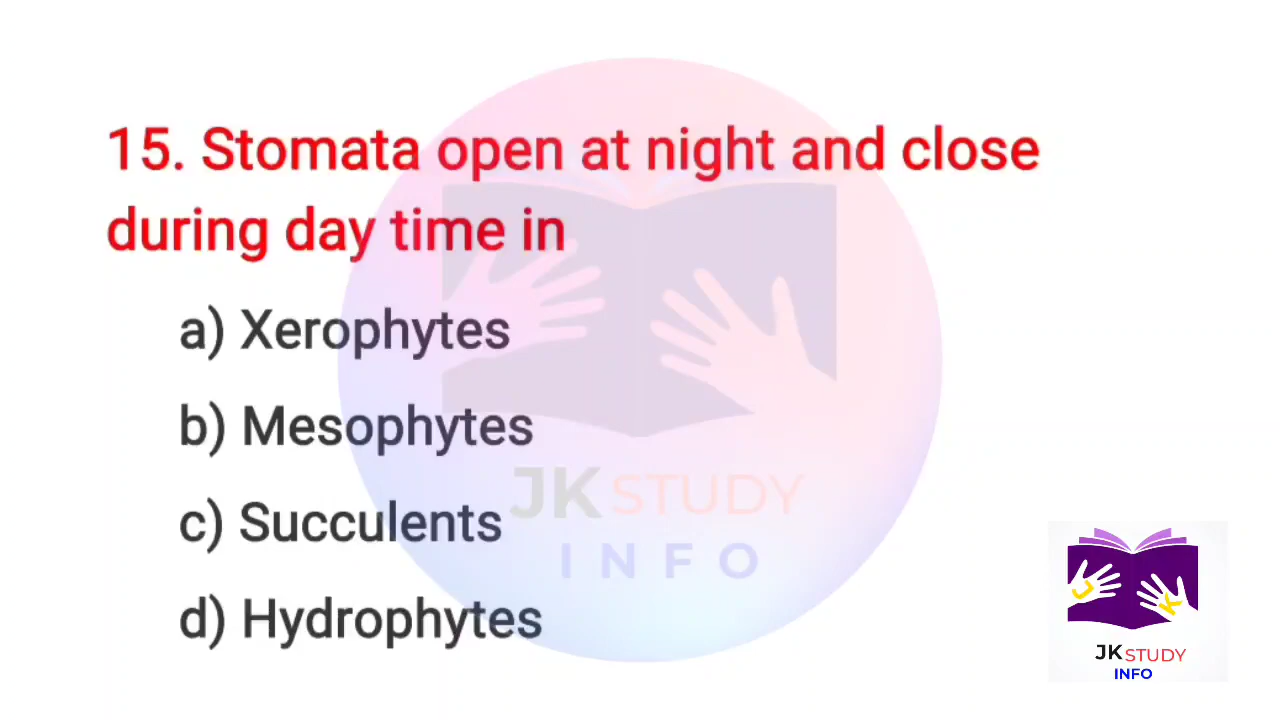 15. Stomata open at night and close
during day time in
a) Xerophytes
b) Mesophytes
c) Succulents
d) Hydrophytes
JK STUDY
INFO
J K
JK STUDY
INFO